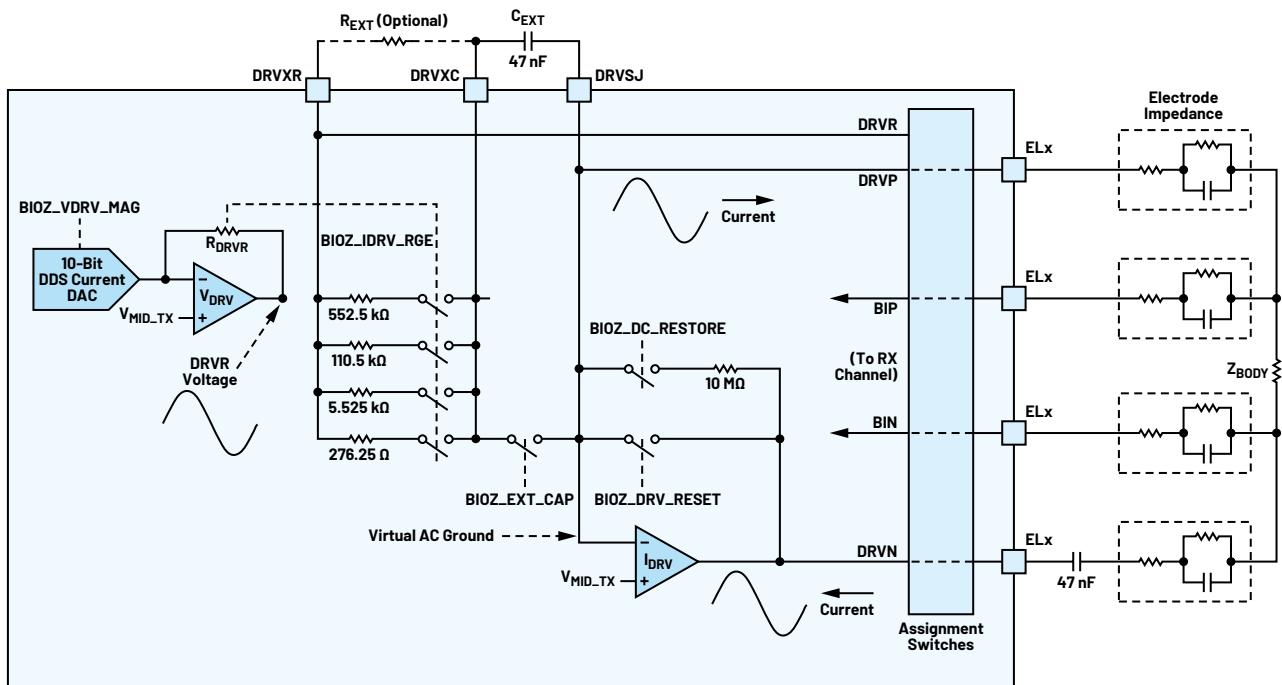 R_EXT (Optional)
C_EXT
47 nF
DRVXR
DRVXC
DRVSJ
Electrode
Impedance
DRVR
ELx
DRVP
BIOZ_VDRV_MAG
Current
R_DRVR
BIOZ_IDRV_RGE
10-Bit
DDS Current
DAC
−
V_DRV
+
V_MID_TX
552.5 kΩ
ELx
BIP
BIOZ_DC_RESTORE
DRVR
Voltage
110.5 kΩ
(To RX
Channel)
10 MΩ
Z_BODY
5.525 kΩ
ELx
BIN
276.25 Ω
BIOZ_EXT_CAP
BIOZ_DRV_RESET
Virtual AC Ground
−
I_DRV
+
V_MID_TX
DRVN
ELx
47 nF
Current
Assignment
Switches